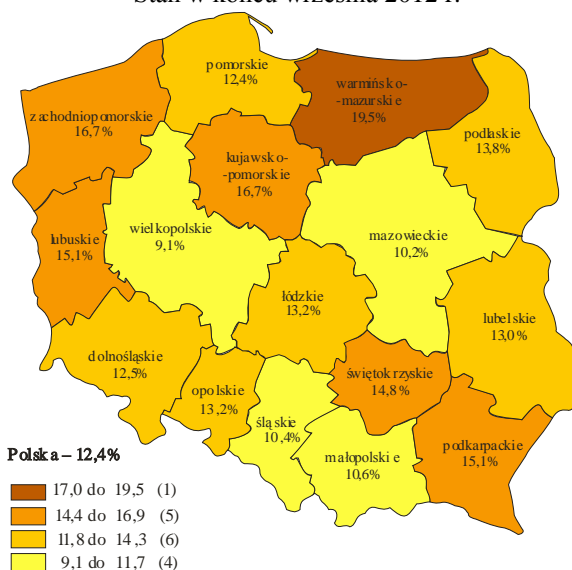 Stan w końcu września 2012 r.
pomorskie
12,4%
warmińsko-
-mazurskie
19,5%
zachodniopomorskie
16,7%
podlaskie
13,8%
kujawsko-
-pomorskie
16,7%
wielkopolskie
9,1%
mazowieckie
10,2%
lubuskie
15,1%
łódzkie
13,2%
lubelskie
13,0%
dolnośląskie
12,5%
opolskie
13,2%
świętokrzyskie
14,8%
śląskie
10,4%
małopolskie
10,6%
podkarpackie
15,1%
Polska – 12,4%
17,0 do 19,5 (1)
14,4 do 16,9 (5)
11,8 do 14,3 (6)
9,1 do 11,7 (4)